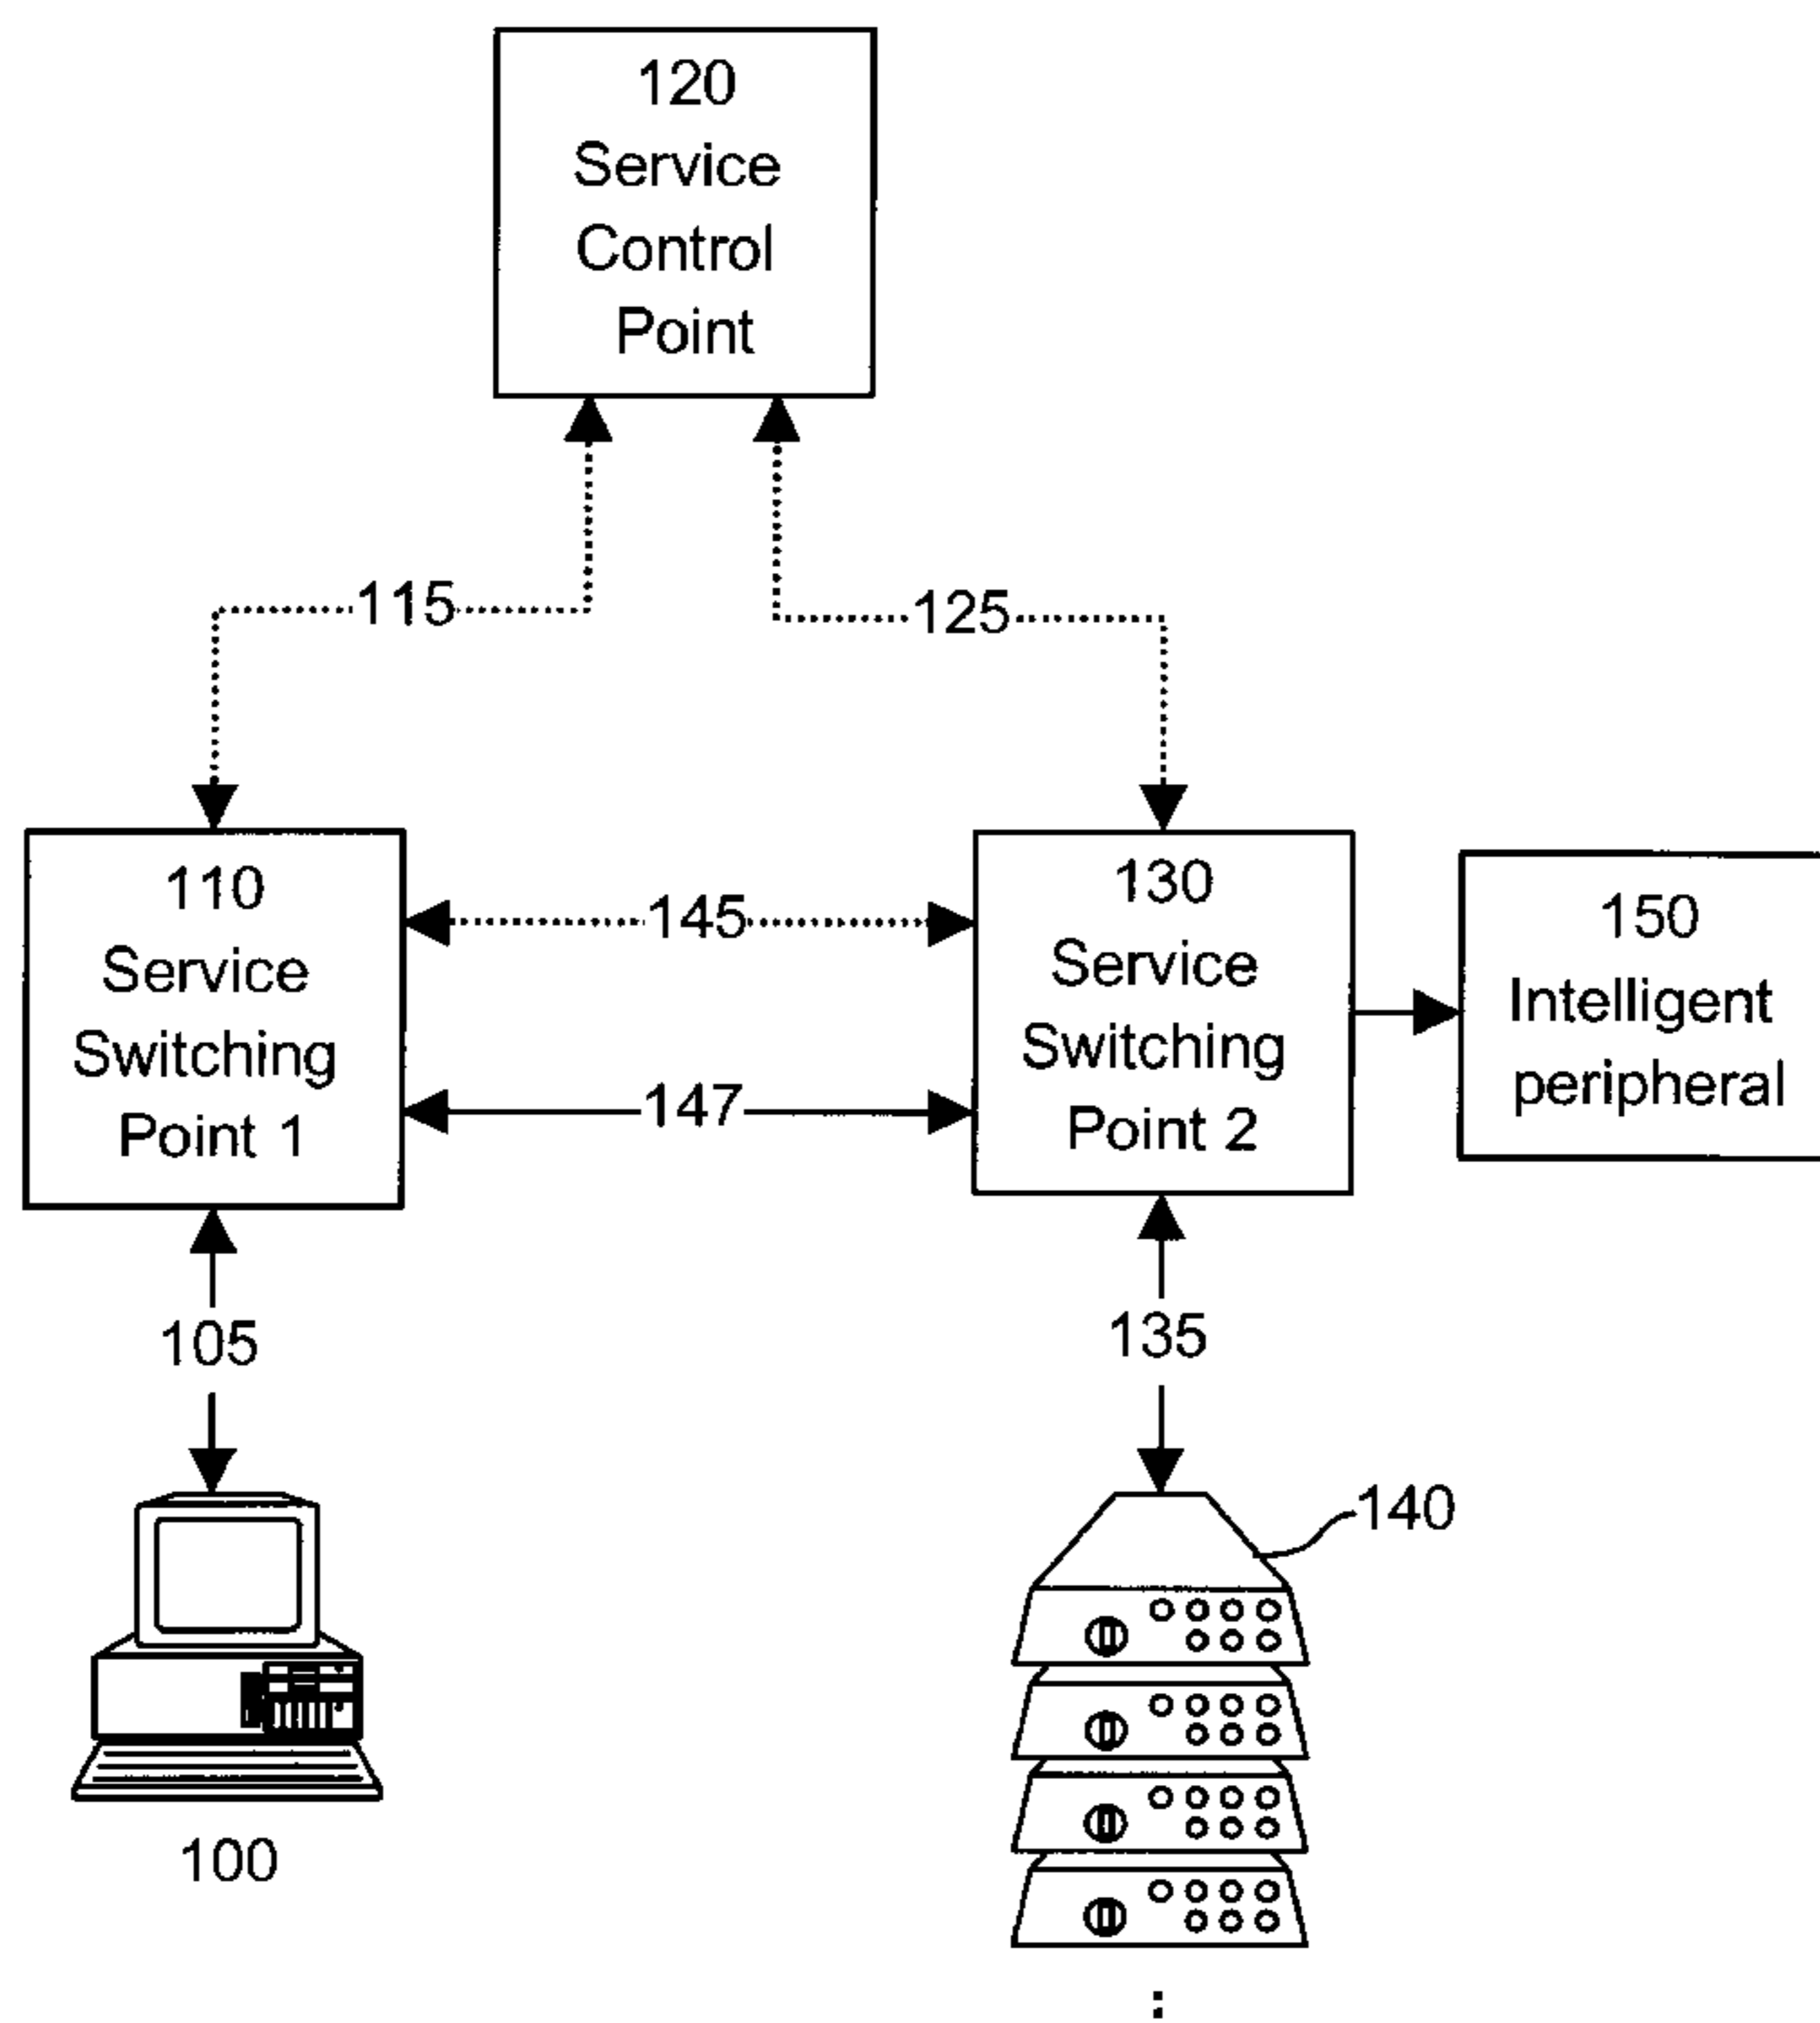 120
Service
Control
Point
115
125
110
Service
Switching
Point 1
145
147
130
Service
Switching
Point 2
150
Intelligent
peripheral
105
135
140
100
: